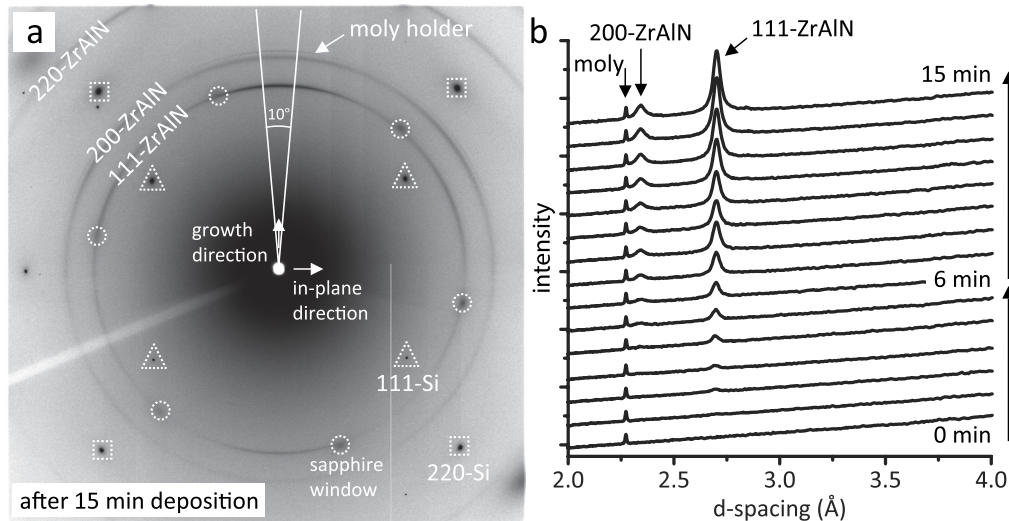 a
220-ZrAlN
200-ZrAlN
111-ZrAlN
moly holder
10°
growth
direction
in-plane
direction
111-Si
sapphire
window
220-Si
after 15 min deposition
b
200-ZrAlN
moly
111-ZrAlN
15 min
6 min
0 min
intensity
2.0
2.5
3.0
3.5
4.0
d-spacing (Å)